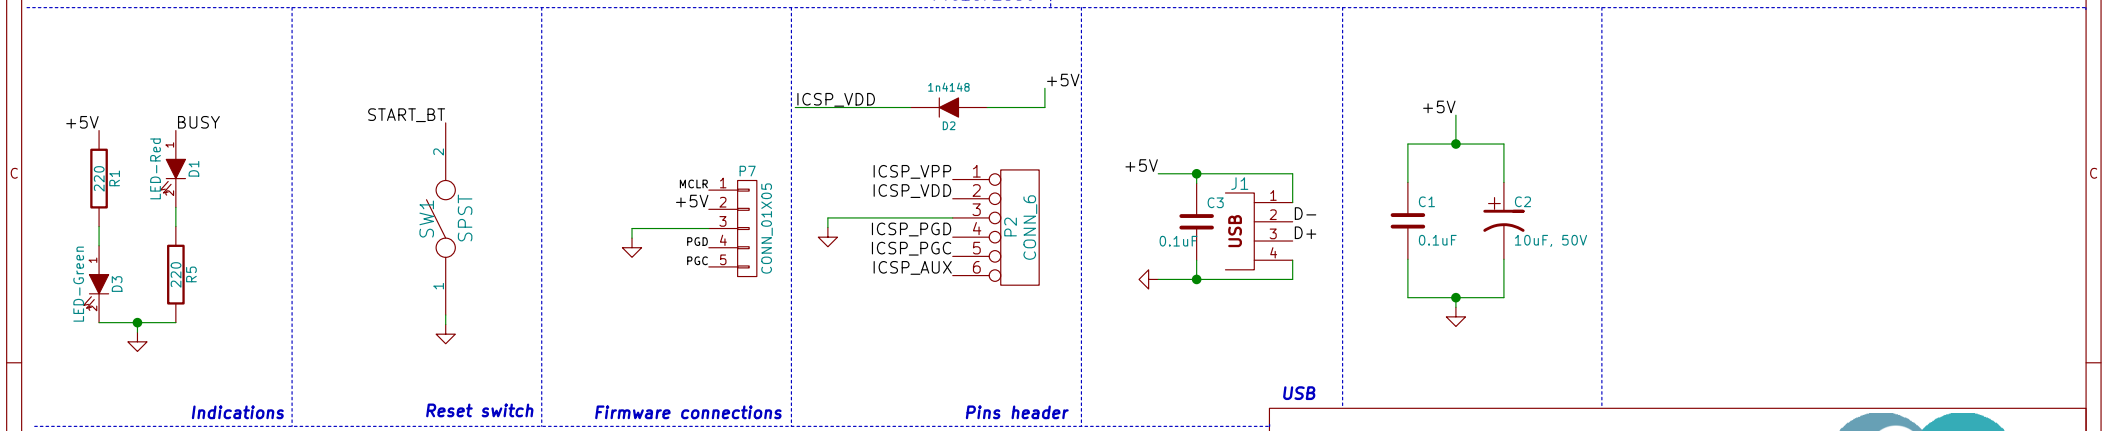 C
+5V
220
R1
LED-Green
1
2
D3
BUSY
LED-Red
1
2
D1
220
R5
Indications
START_BT
2
SW1
SPST
1
Reset switch
P7
MCLR 1
+5V 2
3
PGD 4
PGC 5
CONN_01X05
Firmware connections
ICSP_VDD
1n4148
D2
+5V
ICSP_VPP 1
ICSP_VDD 2
3
ICSP_PGD 4
ICSP_PGC 5
ICSP_AUX 6
P2
CONN_6
Pins header
+5V
C3
0.1uF
J1
USB
1
2 D-
3 D+
4
USB
+5V
C1
0.1uF
+
C2
10uF, 50V
C